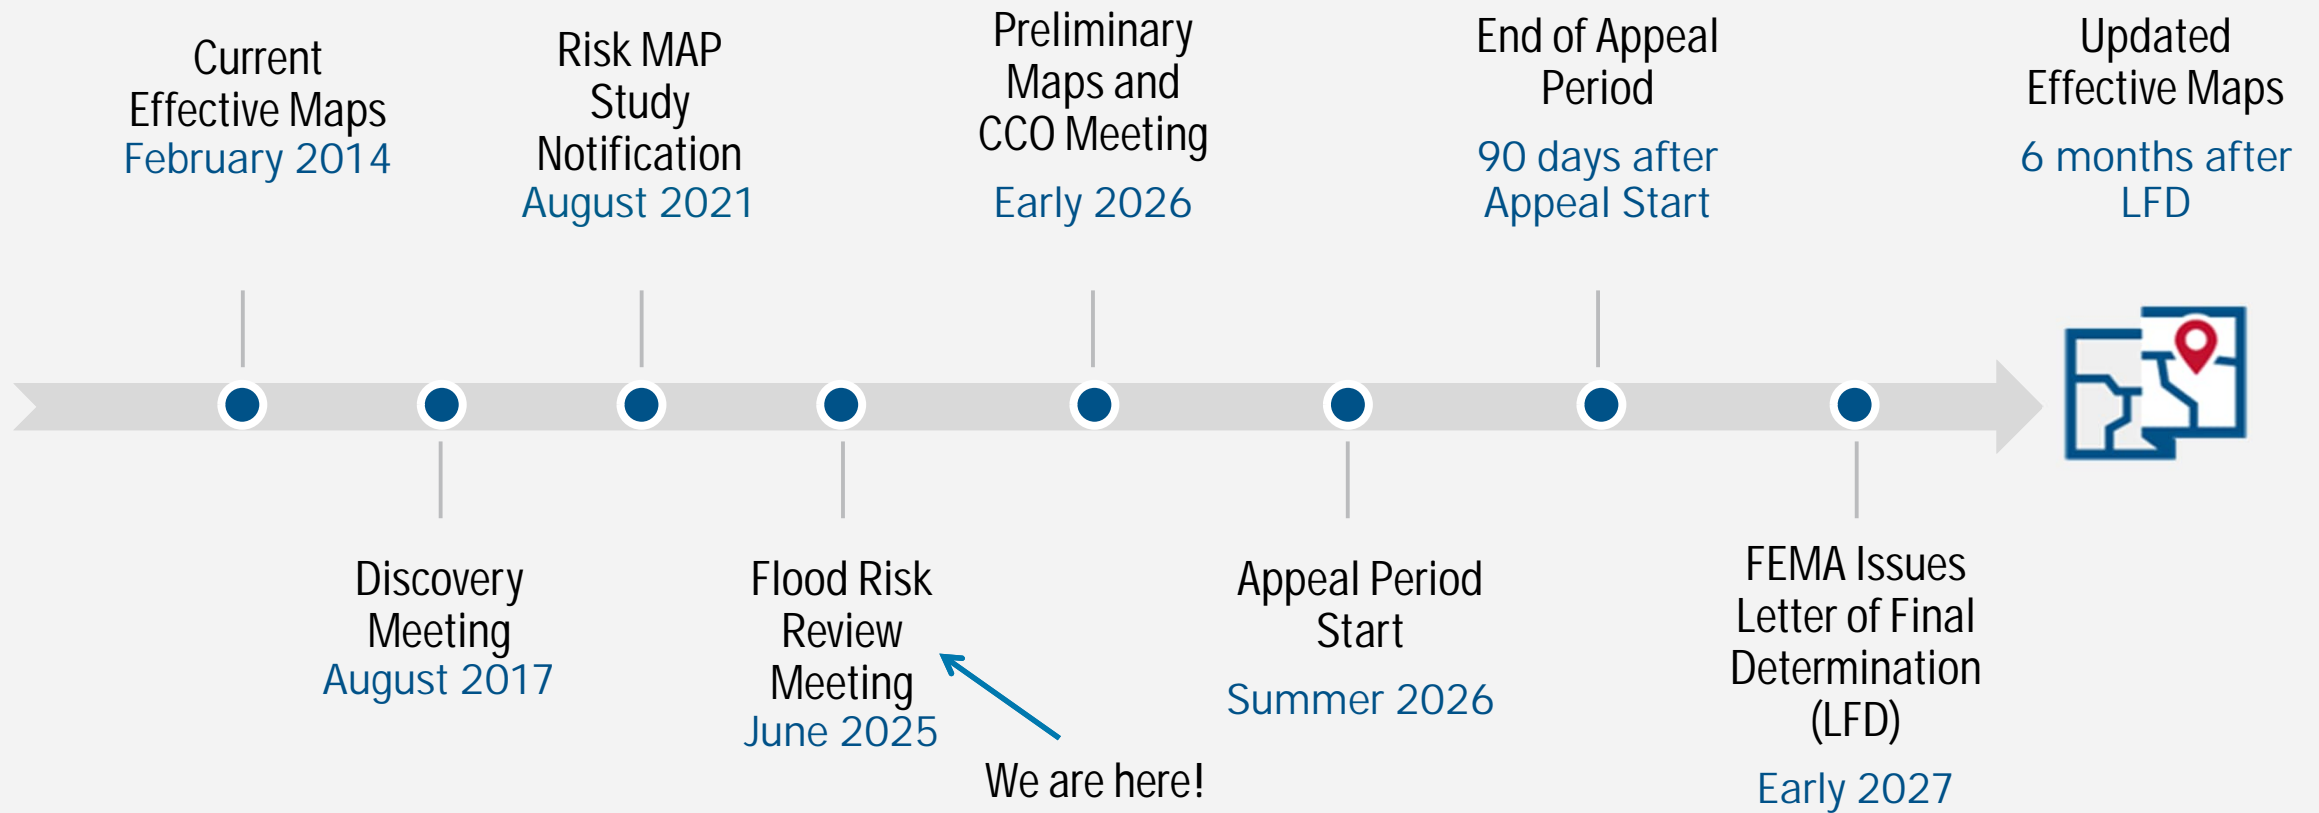 Current
Effective Maps
February 2014
Discovery
Meeting
August 2017
Risk MAP
Study
Notification
August 2021
Flood Risk
Review
Meeting
June 2025
We are here!
Preliminary
Maps and
CCO Meeting
Early 2026
Appeal Period
Start
Summer 2026
End of Appeal
Period
90 days after
Appeal Start
FEMA Issues
Letter of Final
Determination
(LFD)
Early 2027
Updated
Effective Maps
6 months after
LFD